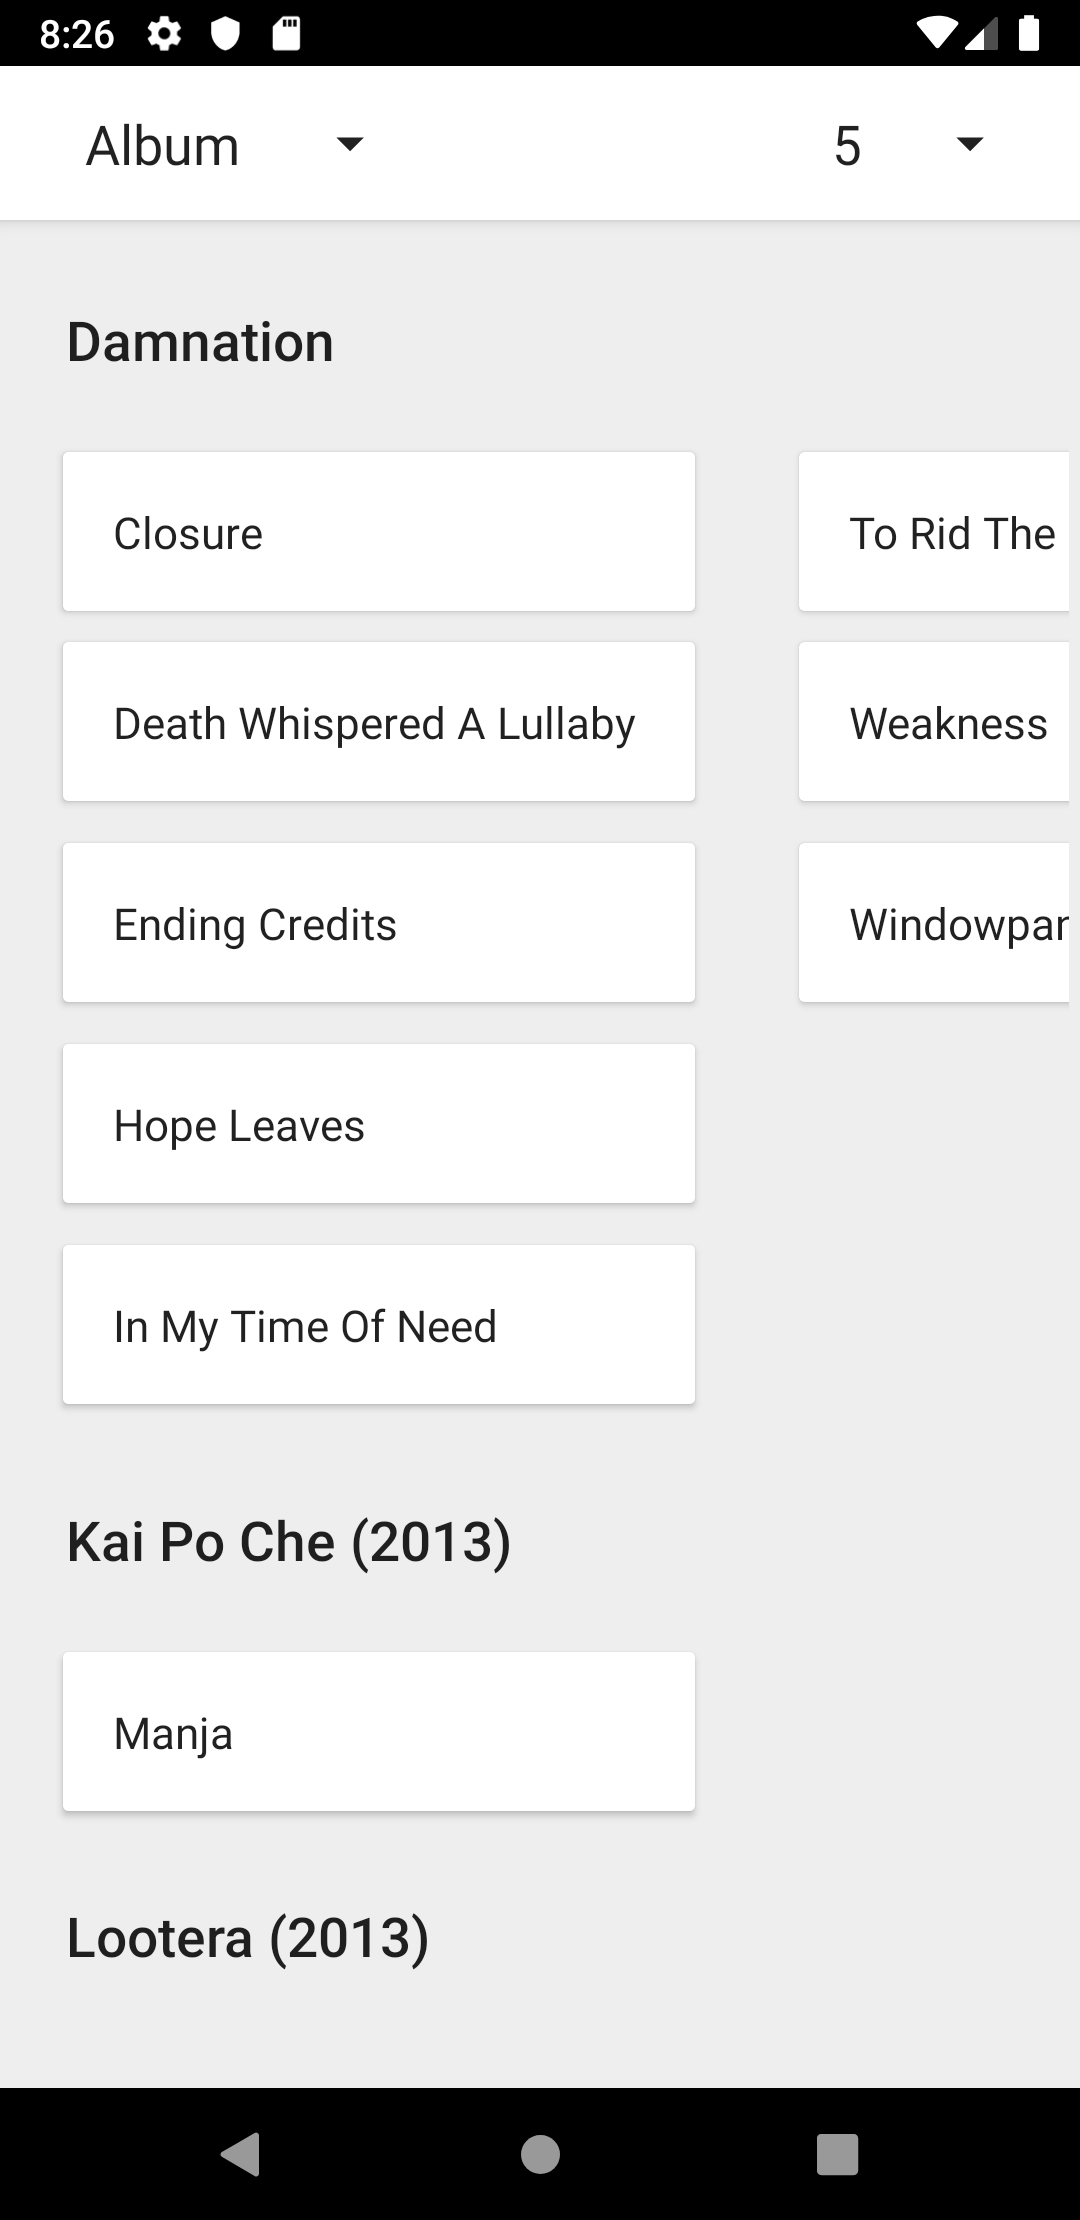 8:26
Album
5
Damnation
Closure
To Rid The
Death Whispered A Lullaby
Weakness
Ending Credits
Hope Leaves
In My Time Of Need
Kai Po Che (2013)
Manja
Lootera (2013)